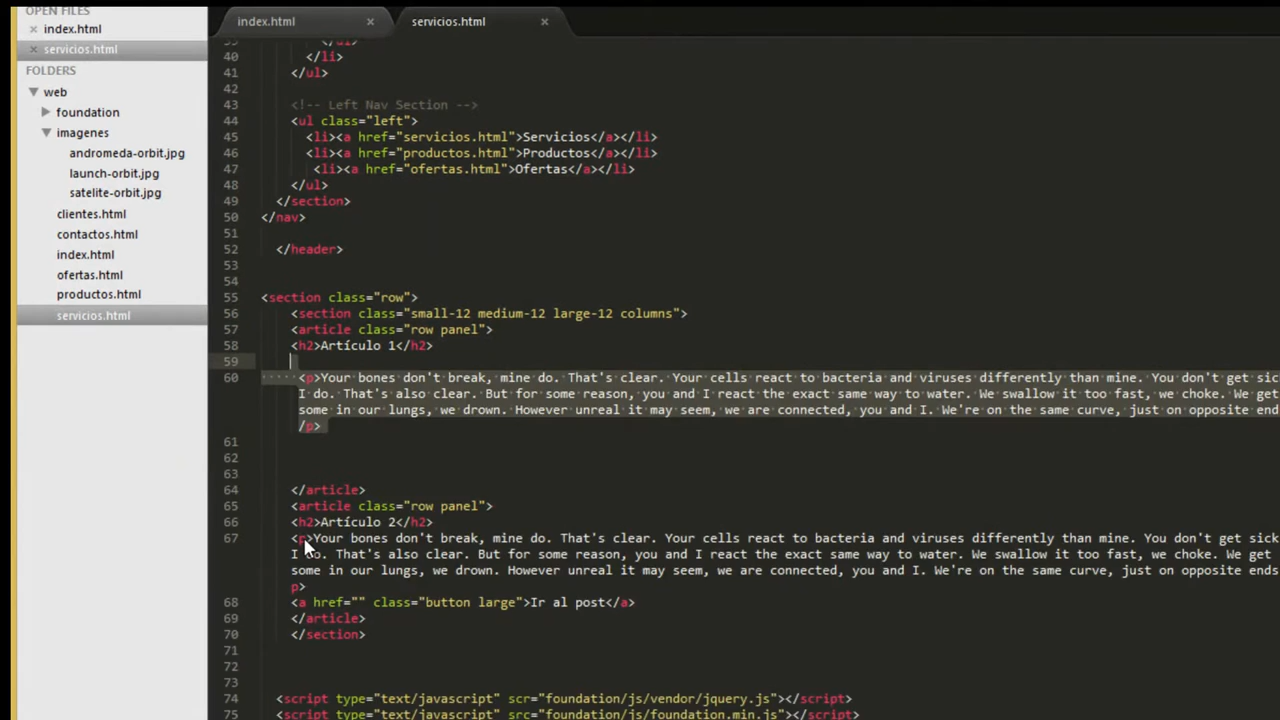 OPEN FILES
index.html
servicios.html
FOLDERS
web
foundation
imagenes
andromeda-orbit.jpg
launch-orbit.jpg
satelite-orbit.jpg
clientes.html
contactos.html
index.html
ofertas.html
productos.html
servicios.html
index.html
servicios.html
39 </ul>
40 </li>
41 </ul>
42
43 <!-- Left Nav Section -->
44 <ul class="left">
45 <li><a href="servicios.html">Servicios</a></li>
46 <li><a href="productos.html">Productos</a></li>
47 <li><a href="ofertas.html">Ofertas</a></li>
48 </ul>
49 </section>
50 </nav>
51
52 </header>
53
54
55 <section class="row">
56 <section class="small-12 medium-12 large-12 columns">
57 <article class="row panel">
58 <h2>Artículo 1</h2>
59
60 <p>Your bones don't break, mine do. That's clear. Your cells react to bacteria and viruses differently than mine. You don't get sick
I do. That's also clear. But for some reason, you and I react the exact same way to water. We swallow it too fast, we choke. We get
some in our lungs, we drown. However unreal it may seem, we are connected, you and I. We're on the same curve, just on opposite end
/p>
61
62
63
64 </article>
65 <article class="row panel">
66 <h2>Artículo 2</h2>
67 <p>Your bones don't break, mine do. That's clear. Your cells react to bacteria and viruses differently than mine. You don't get sick
I do. That's also clear. But for some reason, you and I react the exact same way to water. We swallow it too fast, we choke. We get
some in our lungs, we drown. However unreal it may seem, we are connected, you and I. We're on the same curve, just on opposite ends
p>
68 <a href="" class="button large">Ir al post</a>
69 </article>
70 </section>
71
72
73
74 <script type="text/javascript" scr="foundation/js/vendor/jquery.js"></script>
75 <script type="text/javascript" src="foundation/js/foundation.min.js"></script>